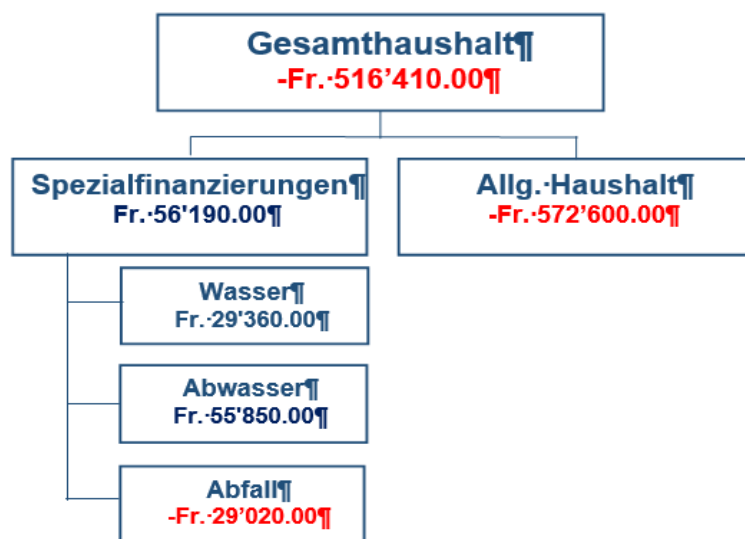 Gesamthaushalt¶
-Fr.·516’410.00¶
Spezialfinanzierungen¶
Fr.·56'190.00¶
Allg.·Haushalt¶
-Fr.·572’600.00¶
Wasser¶
Fr.·29'360.00¶
Abwasser¶
Fr.·55'850.00¶
Abfall¶
-Fr.·29’020.00¶